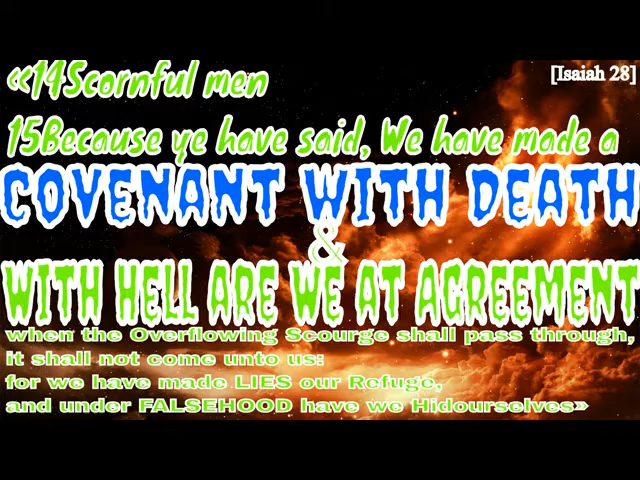 «14Scornful men
[Isaiah 28]
15Because ye have said, We have made a
COVENANT WITH DEATH
&
WITH HELL ARE WE AT AGREEMENT
when the Overflowing Scourge shall pass through,
it shall not come unto us:
for we have made LIES our Refuge,
and under FALSEHOOD have we Hidourselves»